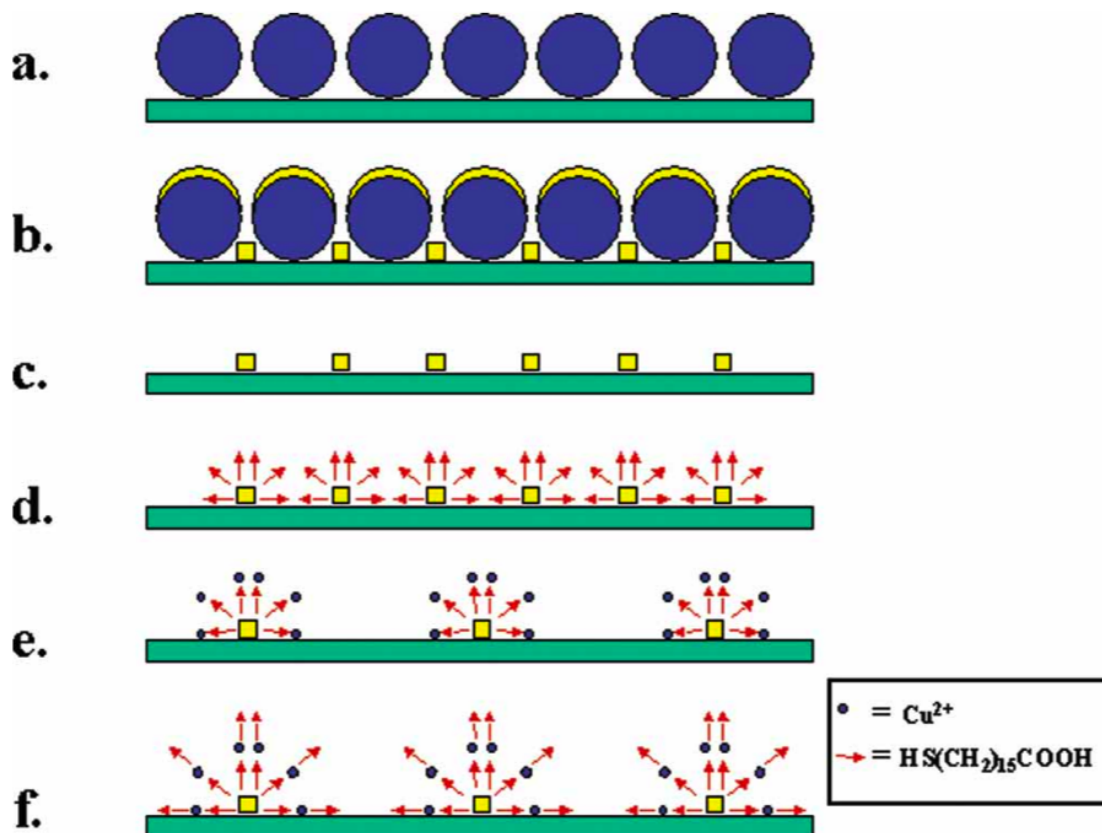 a.
b.
c.
d.
e.
f.
= Cu²⁺
= HS(CH₂)₁₅COOH